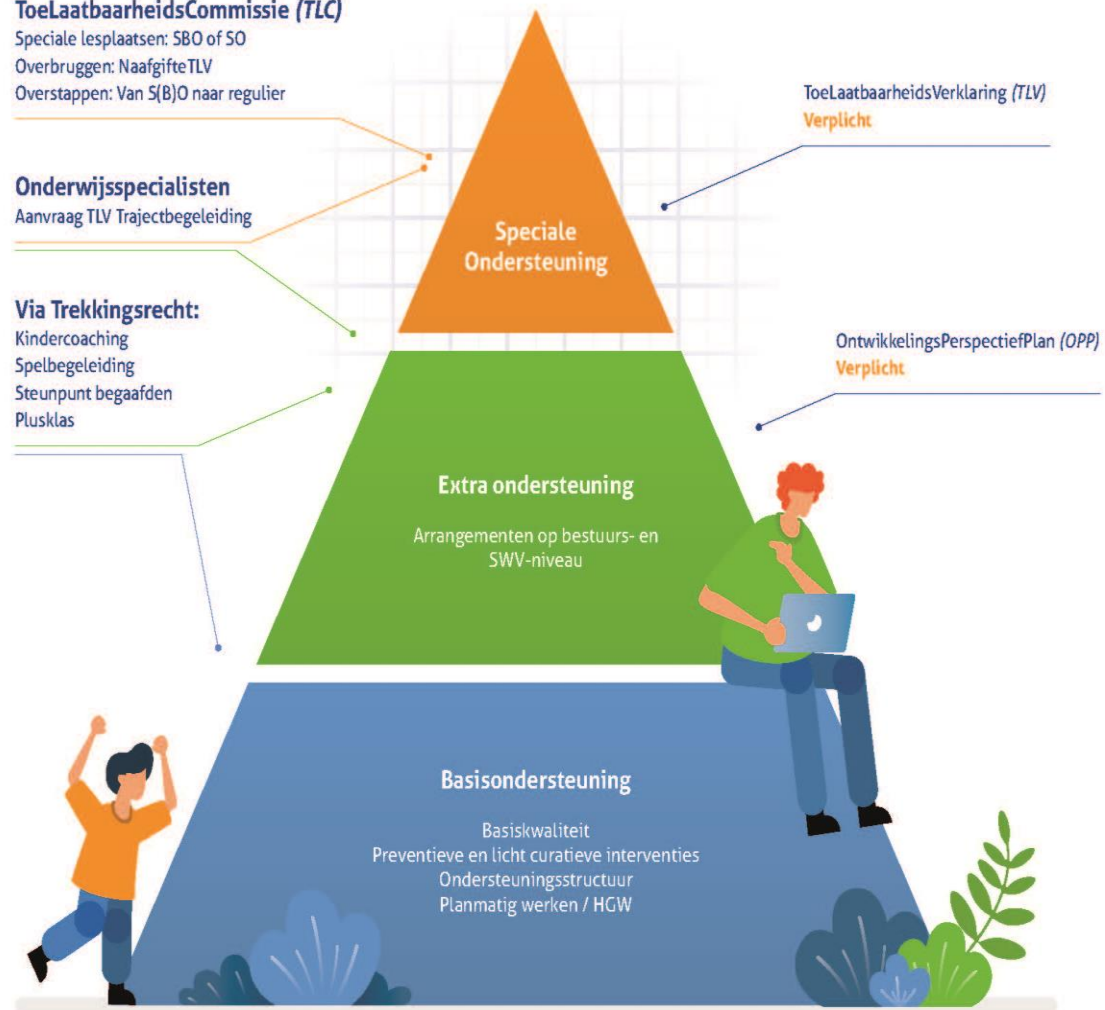 ToeLaatbaarheidsCommissie (TLC)
Speciale lesplaatsen: SBO of SO
Overbruggen: NaafgifteTLV
Overstappen: Van S(B)O naar regulier
Onderwijsspecialisten
Aanvraag TLV Trajectbegeleiding
Via Trekkingsrecht:
Kindercoaching
Spelbegeleiding
Steunpunt begaafden
Plusklas
ToeLaatbaarheidsVerklaring (TLV)
Verplicht
OntwikkelingsPerspectiefPlan (OPP)
Verplicht
Speciale
Ondersteuning
Extra ondersteuning
Arrangementen op bestuurs- en
SWV-niveau
Basisondersteuning
Basiskwaliteit
Preventieve en licht curatieve interventies
Ondersteuningsstructuur
Planmatig werken / HGW